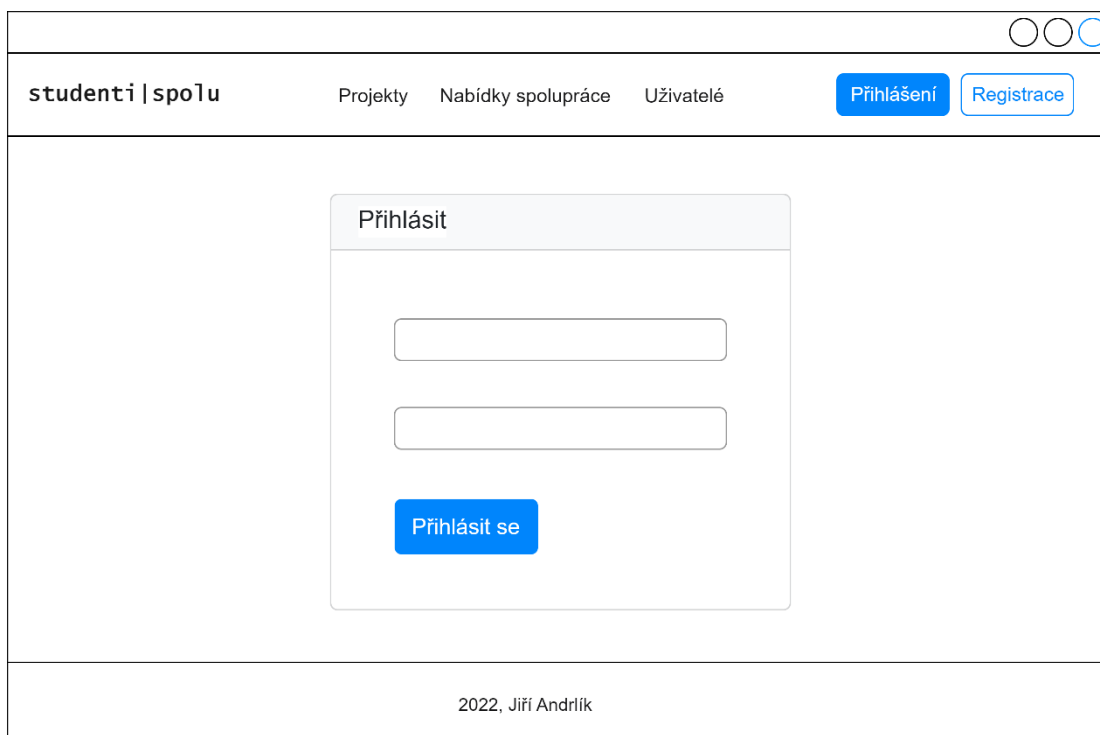 studenti|spolu Projekty Nabídky spolupráce Uživatelé Přihlášení Registrace
Přihlásit
Přihlásit se
2022, Jiří Andrlík